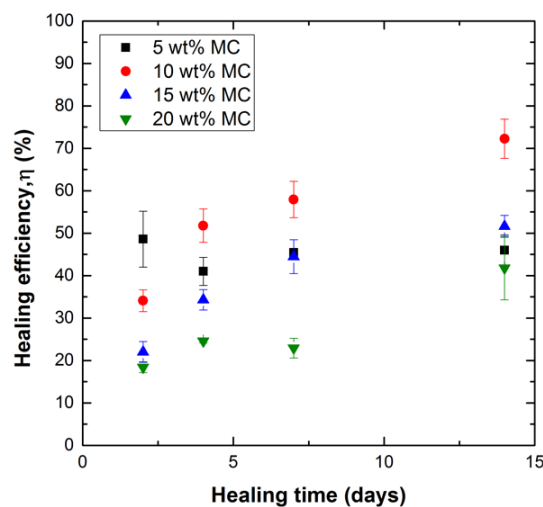 100
90
80
70
60
50
40
30
20
10
0
Healing efficiency,η (%)
5 wt% MC
10 wt% MC
15 wt% MC
20 wt% MC
0 5 10 15
Healing time (days)